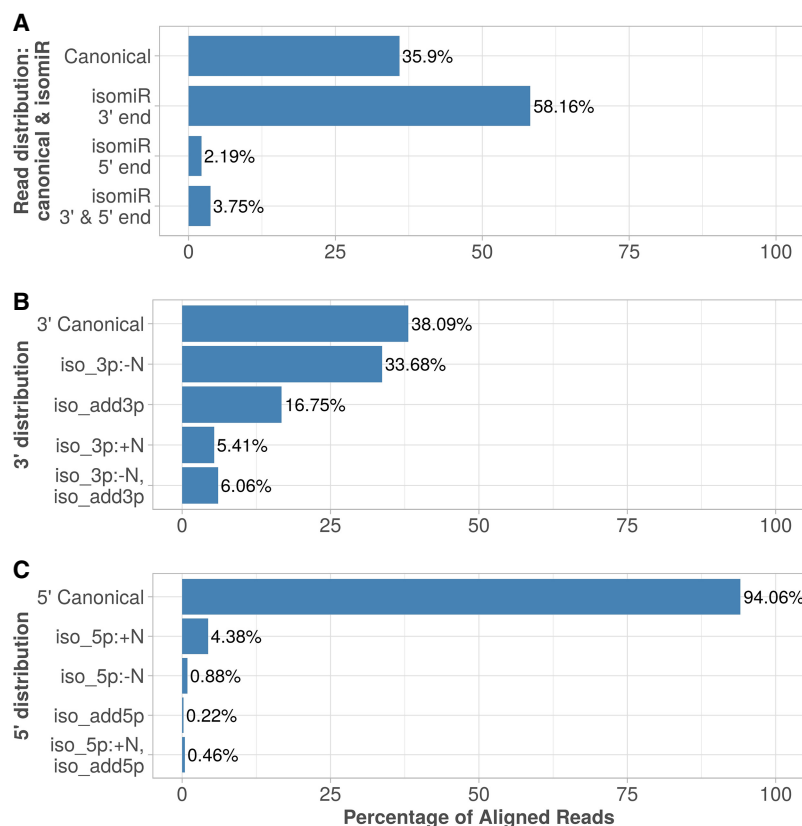 A
Read distribution:
canonical & isomiR
Canonical
35.9%
isomiR
3' end
58.16%
isomiR
5' end
2.19%
isomiR
3' & 5' end
3.75%
0 25 50 75 100
B
3' distribution
3' Canonical
38.09%
iso_3p:-N
33.68%
iso_add3p
16.75%
iso_3p:+N
5.41%
iso_3p:-N,
iso_add3p
6.06%
0 25 50 75 100
C
5' distribution
5' Canonical
94.06%
iso_5p:+N
4.38%
iso_5p:-N
0.88%
iso_add5p
0.22%
iso_5p:+N,
iso_add5p
0.46%
0 25 50 75 100
Percentage of Aligned Reads